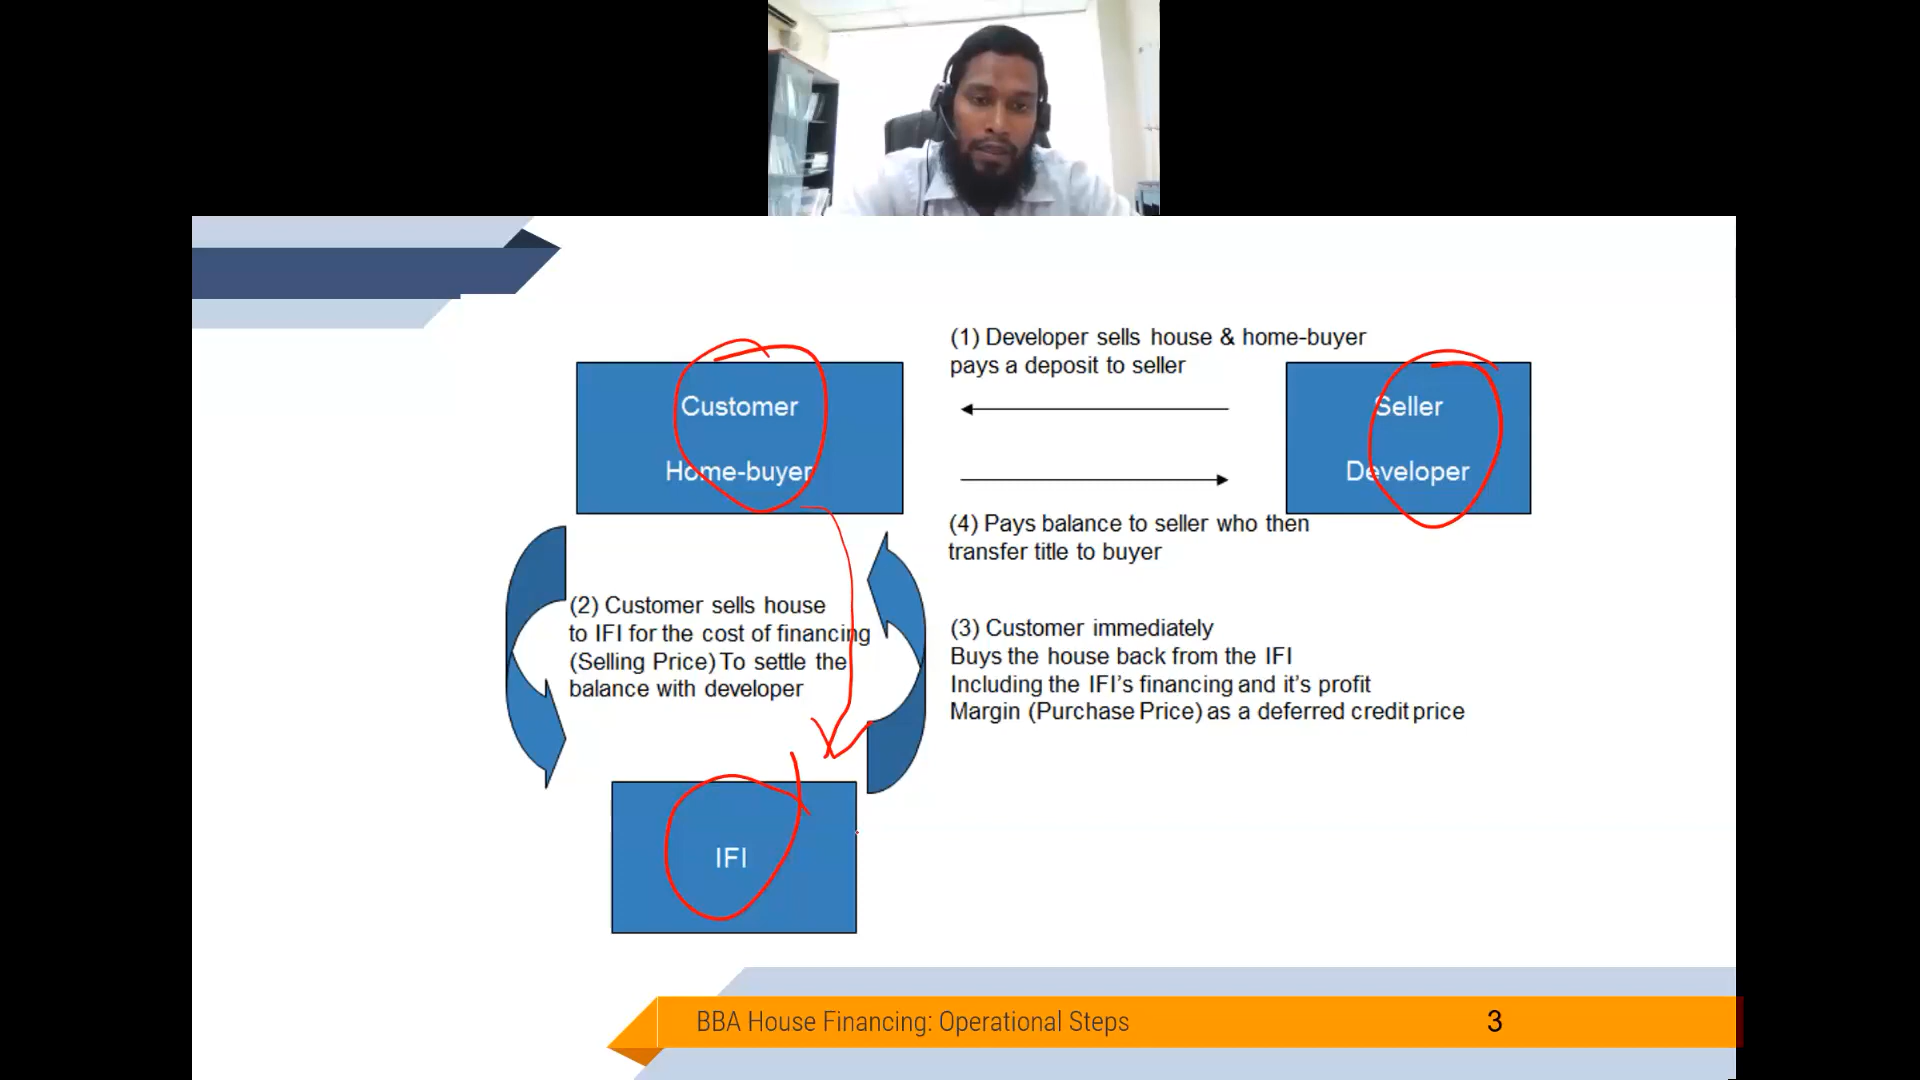 (1) Developer sells house & home-buyer
pays a deposit to seller
Customer
Home-buyer
Seller
Developer
(4) Pays balance to seller who then
transfer title to buyer
(2) Customer sells house
to IFI for the cost of financing
(Selling Price) To settle the
balance with developer
(3) Customer immediately
Buys the house back from the IFI
Including the IFI's financing and it's profit
Margin (Purchase Price) as a deferred credit price
IFI
BBA House Financing: Operational Steps
3